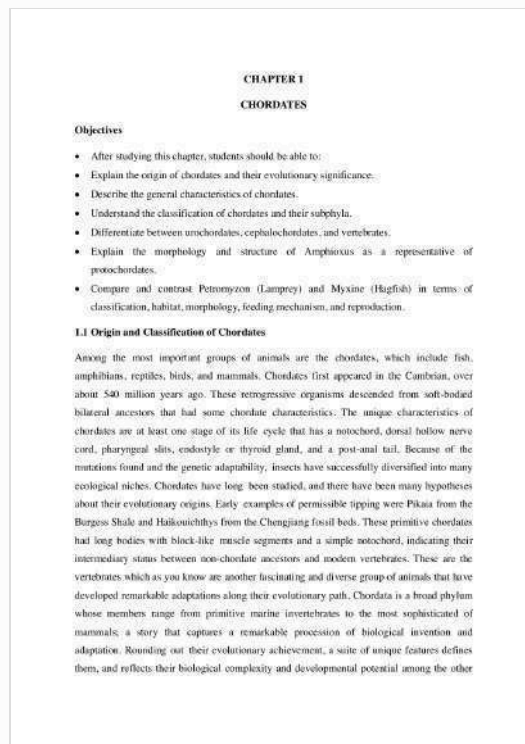 CHAPTER 1
CHORDATES
Objectives
• After studying this chapter, students should be able to:
• Explain the origin of chordates and their evolutionary significance.
• Describe the general characteristics of chordates.
• Understand the classification of chordates and their subphyla.
• Differentiate between urochordates, cephalochordates, and vertebrates.
• Explain the morphology and structure of Amphioxus as a representative of
protochordates.
• Compare and contrast Petromyzon (Lamprey) and Myxine (Hagfish) in terms of
classification, habitat, morphology, feeding mechanism, and reproduction.
1.1 Origin and Classification of Chordates
Among the most important groups of animals are the chordates, which include fish,
amphibians, reptiles, birds, and mammals. Chordates first appeared in the Cambrian, over
about 540 million years ago. These retrogressive organisms descended from soft-bodied
bilateral ancestors that had some chordate characteristics. The unique characteristics of
chordates are at least one stage of its life cycle that has a notochord, dorsal hollow nerve
cord, pharyngeal slits, endostyle or thyroid gland, and a post-anal tail. Because of the
mutations found and the genetic adaptability, insects have successfully diversified into many
ecological niches. Chordates have long been studied, and there have been many hypotheses
about their evolutionary origins. Early examples of permissible tipping were Pikaia from the
Burgess Shale and Haikouichthys from the Chengjiang fossil beds. These primitive chordates
had long bodies with block-like muscle segments and a simple notochord, indicating their
intermediary status between non-chordate ancestors and modern vertebrates. These are the
vertebrates which as you know are another fascinating and diverse group of animals that have
developed remarkable adaptations along their evolutionary path. Chordata is a broad phylum
whose members range from primitive marine invertebrates to the most sophisticated of
mammals; a story that captures a remarkable procession of biological invention and
adaptation. Rounding out their evolutionary achievement, a suite of unique features defines
them, and reflects their biological complexity and developmental potential among the other